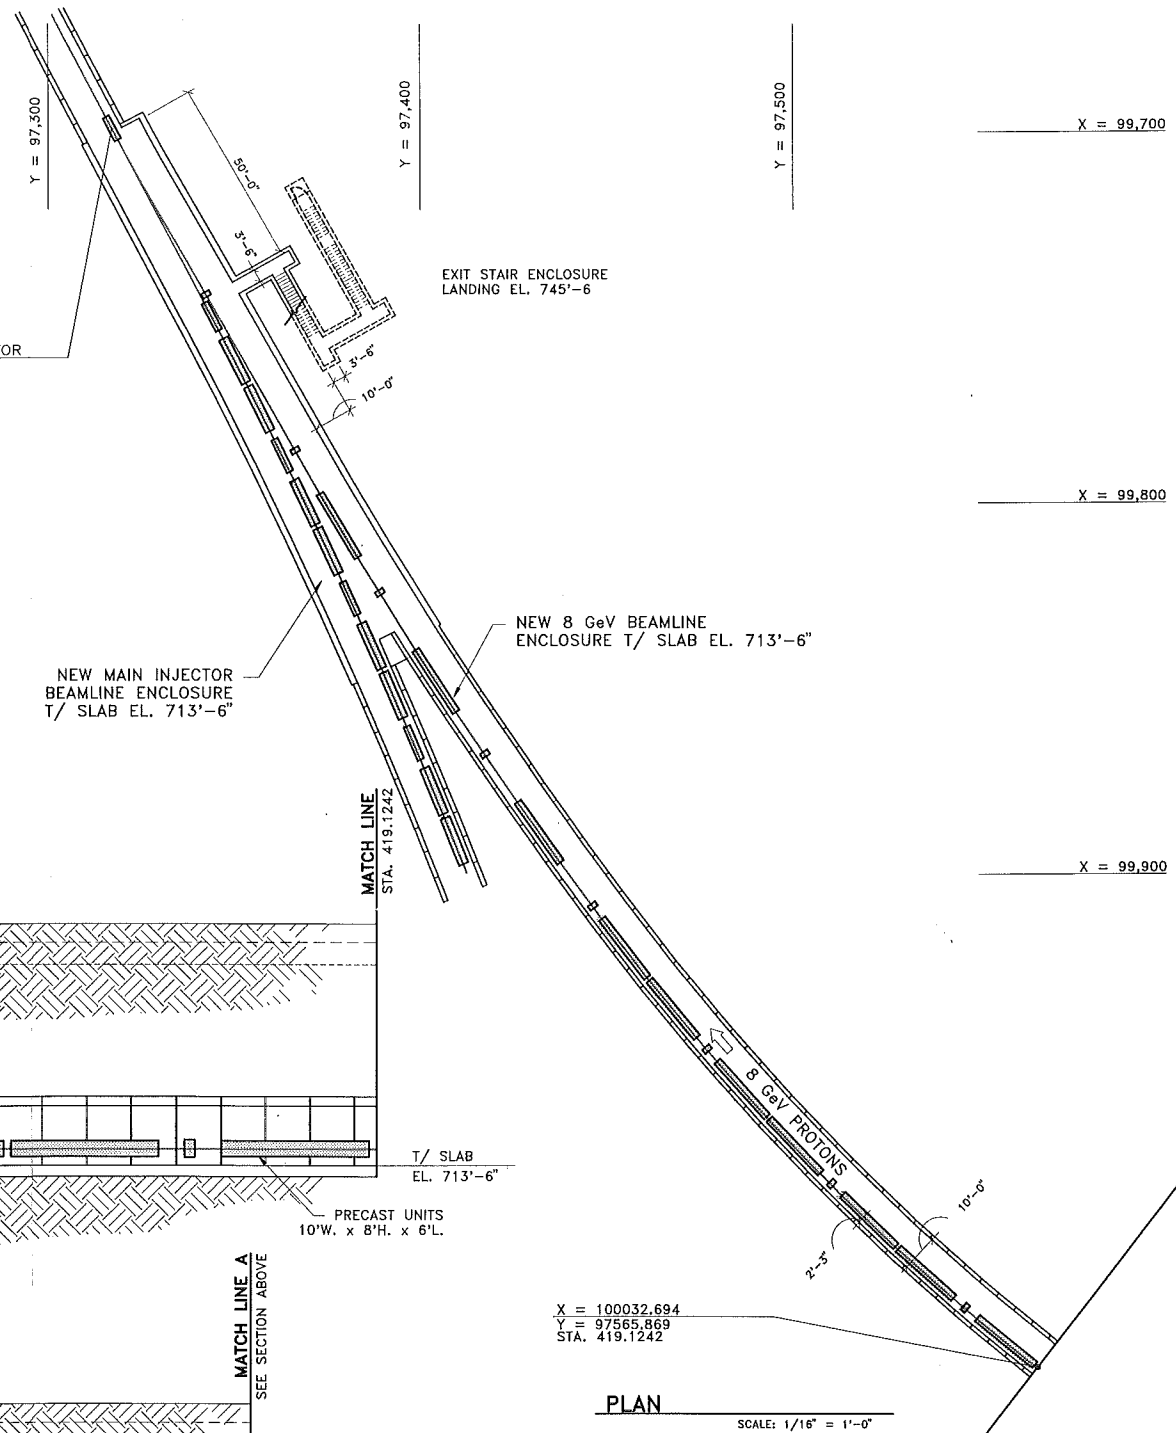 Y = 97,300
Y = 97,400
Y = 97,500
X = 99,700
50'-0"
3'-6"
EXIT STAIR ENCLOSURE
LANDING EL. 745'-6
3'-6"
10'-0"
X = 99,800
NEW 8 GeV BEAMLINE
ENCLOSURE T/ SLAB EL. 713'-6"
NEW MAIN INJECTOR
BEAMLINE ENCLOSURE
T/ SLAB EL. 713'-6"
MATCH LINE
STA. 419.1242
X = 99,900
8 GeV PROTONS
T/ SLAB
EL. 713'-6"
PRECAST UNITS
10'W. x 8'H. x 6'L.
10'-0"
2'-3"
MATCH LINE A
SEE SECTION ABOVE
X = 100032.694
Y = 97565.869
STA. 419.1242
PLAN
SCALE: 1/16" = 1'-0"